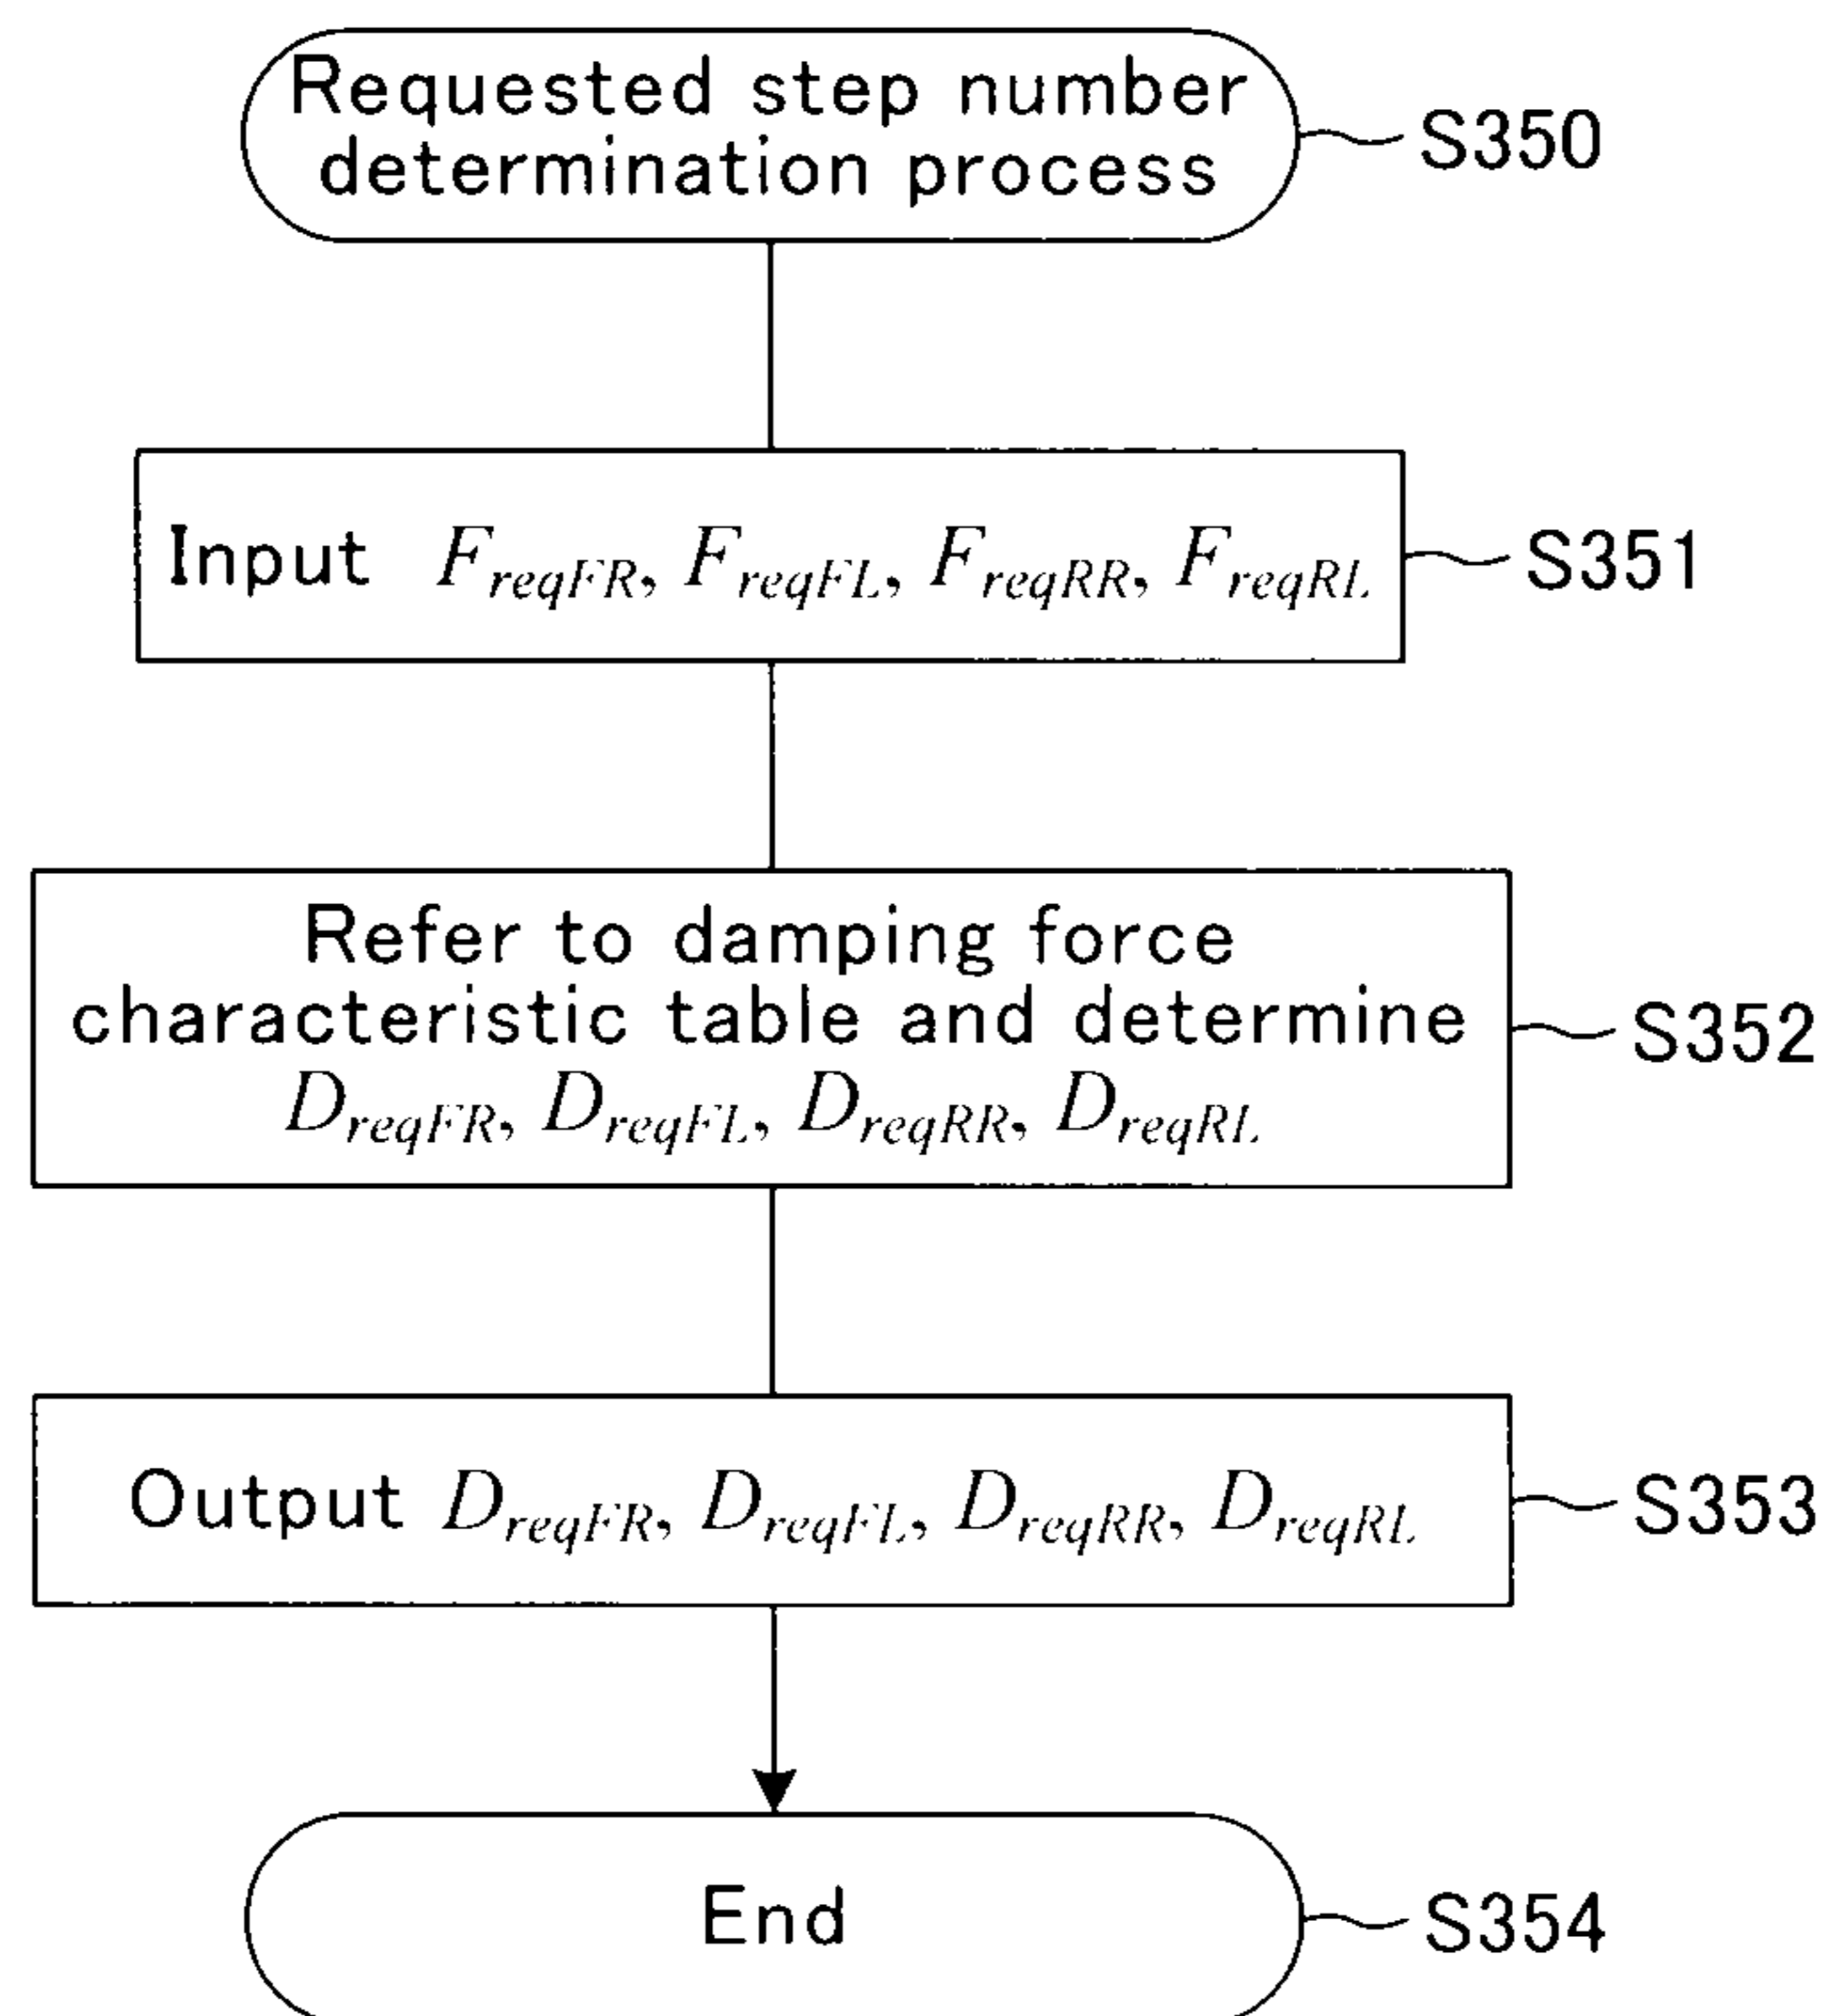 Requested step number
determination process
S350
Input F_reqFR, F_reqFL, F_reqRR, F_reqRL
S351
Refer to damping force
characteristic table and determine
D_reqFR, D_reqFL, D_reqRR, D_reqRL
S352
Output D_reqFR, D_reqFL, D_reqRR, D_reqRL
S353
End
S354